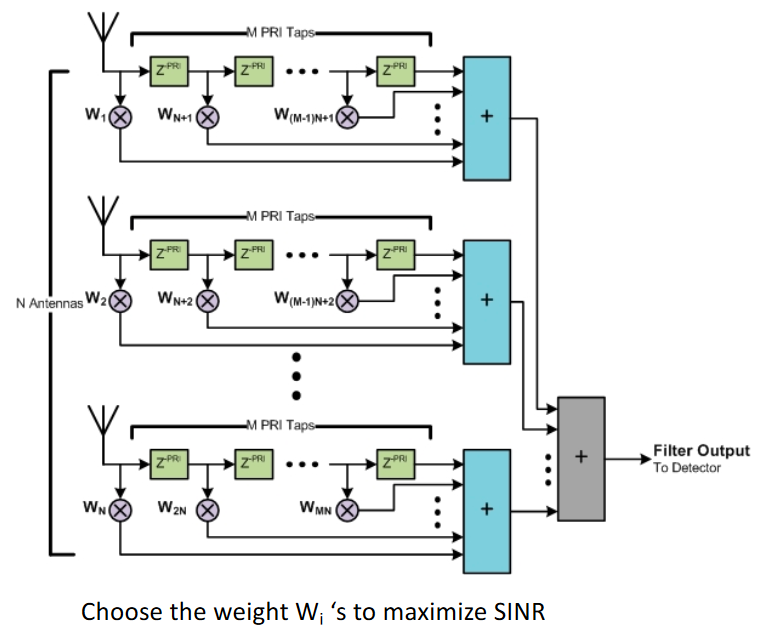 M PRI Taps
Z-PRI Z-PRI Z-PRI
W1 WN+1 W(M-1)N+1 +
M PRI Taps
Z-PRI Z-PRI Z-PRI
N Antennas W2 WN+2 W(M-1)N+2 +
M PRI Taps
Z-PRI Z-PRI Z-PRI
WN W2N WMN +
+ Filter Output
To Detector
Choose the weight Wi ‘s to maximize SINR